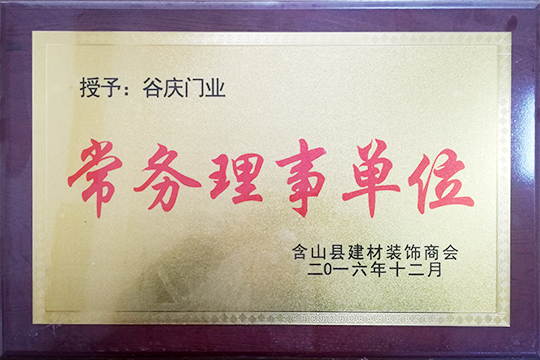 授予：谷庆门业
常务理事单位
含山县建材装饰商会
二0一六年十二月